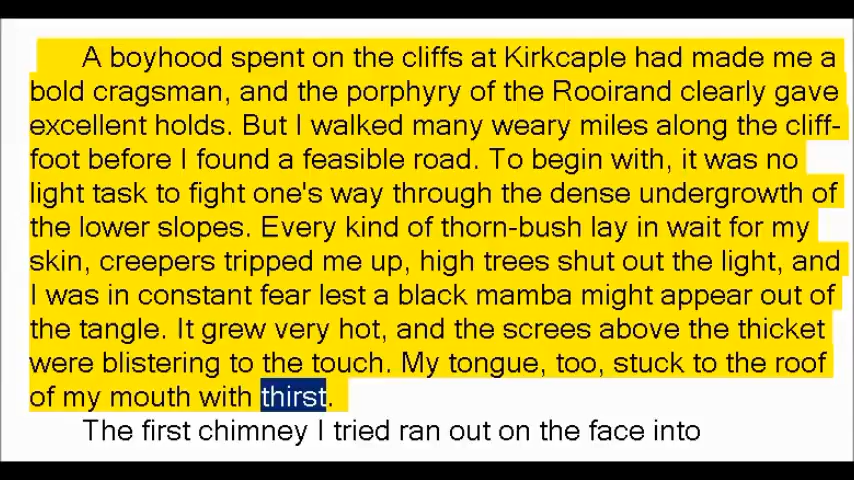 A boyhood spent on the cliffs at Kirkcaple had made me a
bold cragsman, and the porphyry of the Rooirand clearly gave
excellent holds. But I walked many weary miles along the cliff-
foot before I found a feasible road. To begin with, it was no
light task to fight one's way through the dense undergrowth of
the lower slopes. Every kind of thorn-bush lay in wait for my
skin, creepers tripped me up, high trees shut out the light, and
I was in constant fear lest a black mamba might appear out of
the tangle. It grew very hot, and the screes above the thicket
were blistering to the touch. My tongue, too, stuck to the roof
of my mouth with thirst.
The first chimney I tried ran out on the face into